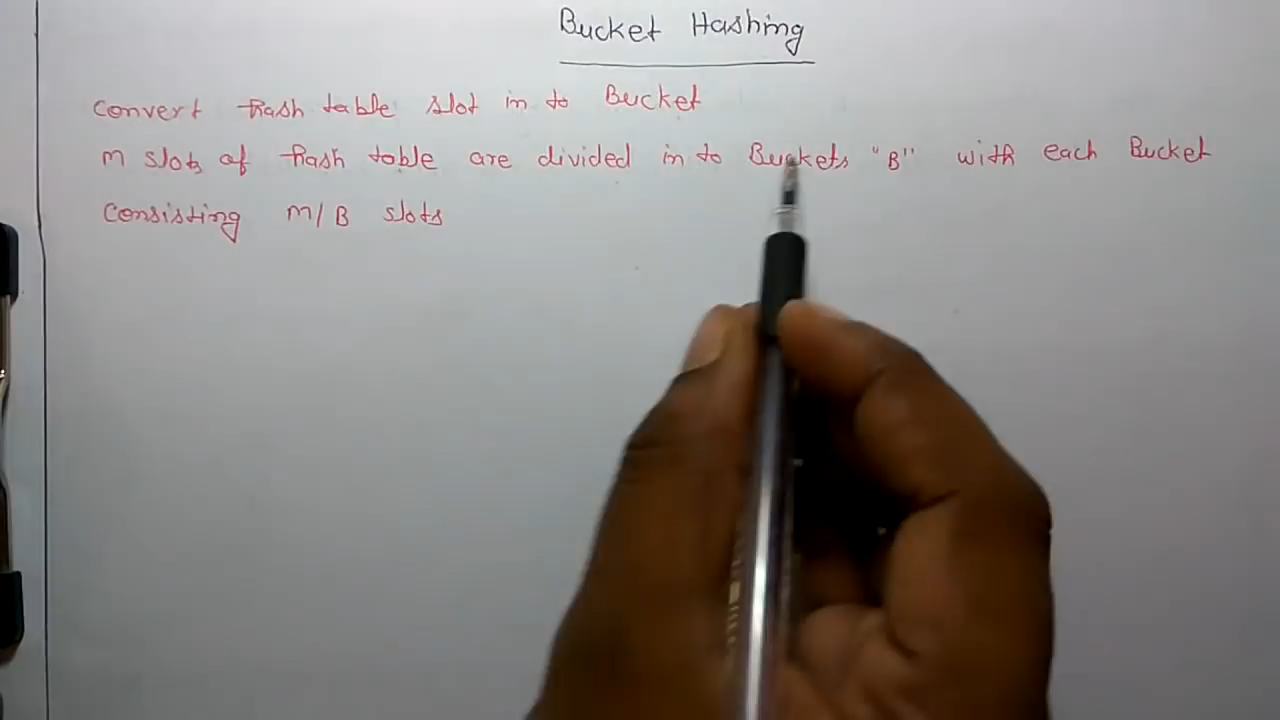 Bucket Hashing
Convert Hash table slot in to Bucket
M slots of Hash table are divided in to Buckets "B" with each Bucket
Consisting M/B slots